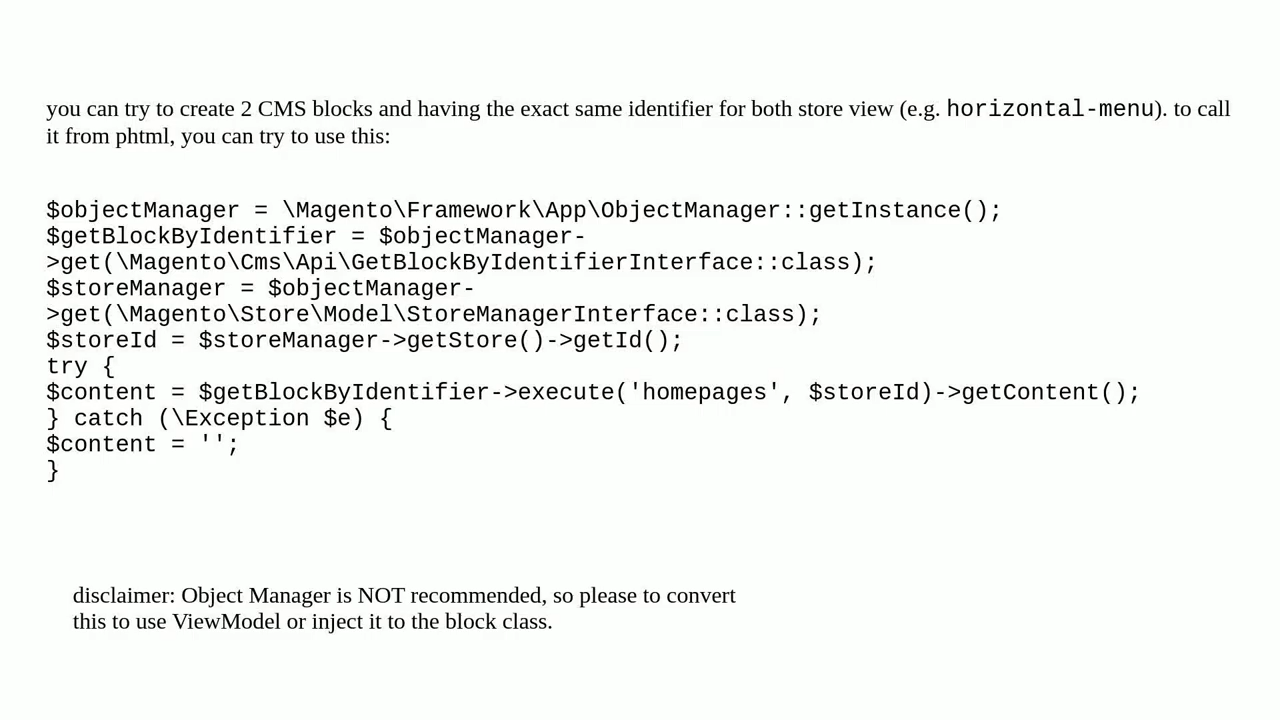 you can try to create 2 CMS blocks and having the exact same identifier for both store view (e.g. horizontal-menu). to call
it from phtml, you can try to use this:
$objectManager = \Magento\Framework\App\ObjectManager::getInstance();
$getBlockByIdentifier = $objectManager-
>get(\Magento\Cms\Api\GetBlockByIdentifierInterface::class);
$storeManager = $objectManager-
>get(\Magento\Store\Model\StoreManagerInterface::class);
$storeId = $storeManager->getStore()->getId();
try {
$content = $getBlockByIdentifier->execute('homepages', $storeId)->getContent();
} catch (\Exception $e) {
$content = '';
}
disclaimer: Object Manager is NOT recommended, so please to convert
this to use ViewModel or inject it to the block class.